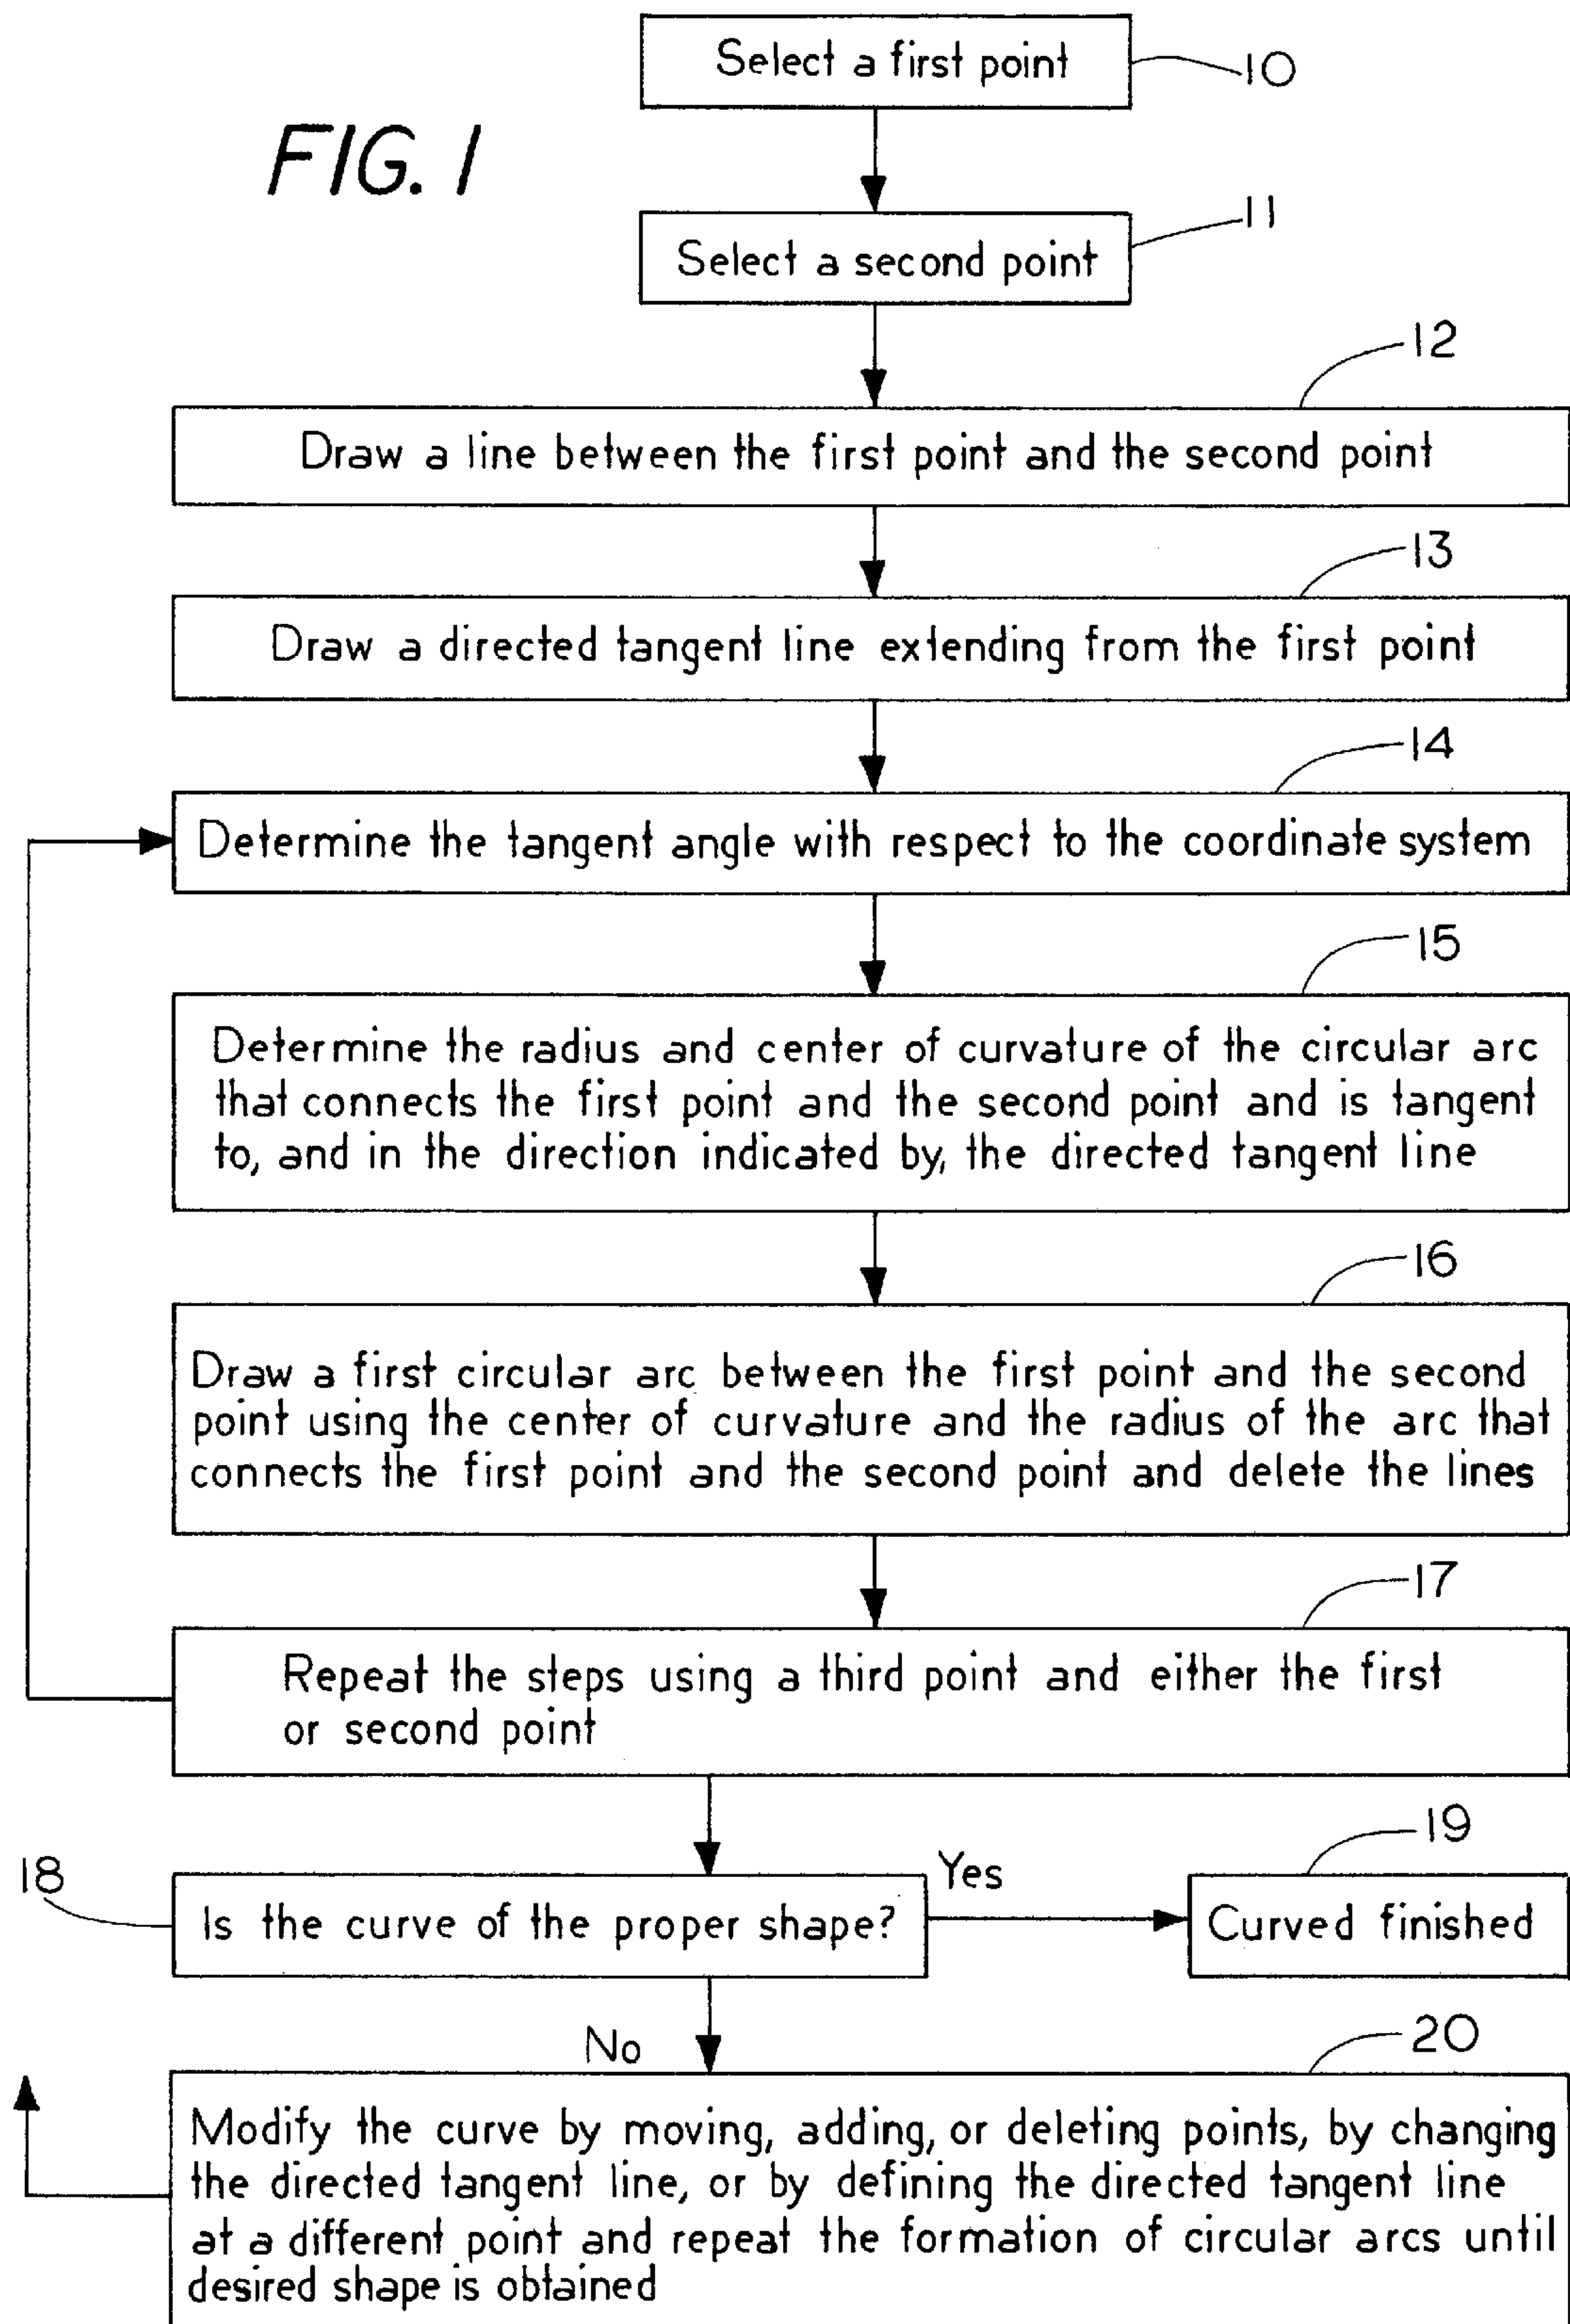 Select a first point
10
FIG. 1
11
Select a second point
12
Draw a line between the first point and the second point
13
Draw a directed tangent line extending from the first point
14
Determine the tangent angle with respect to the coordinate system
15
Determine the radius and center of curvature of the circular arc
that connects the first point and the second point and is tangent
to, and in the direction indicated by, the directed tangent line
16
Draw a first circular arc between the first point and the second
point using the center of curvature and the radius of the arc that
connects the first point and the second point and delete the lines
17
Repeat the steps using a third point and either the first
or second point
18
Is the curve of the proper shape?
Yes
19
Curved finished
No
20
Modify the curve by moving, adding, or deleting points, by changing
the directed tangent line, or by defining the directed tangent line
at a different point and repeat the formation of circular arcs until
desired shape is obtained